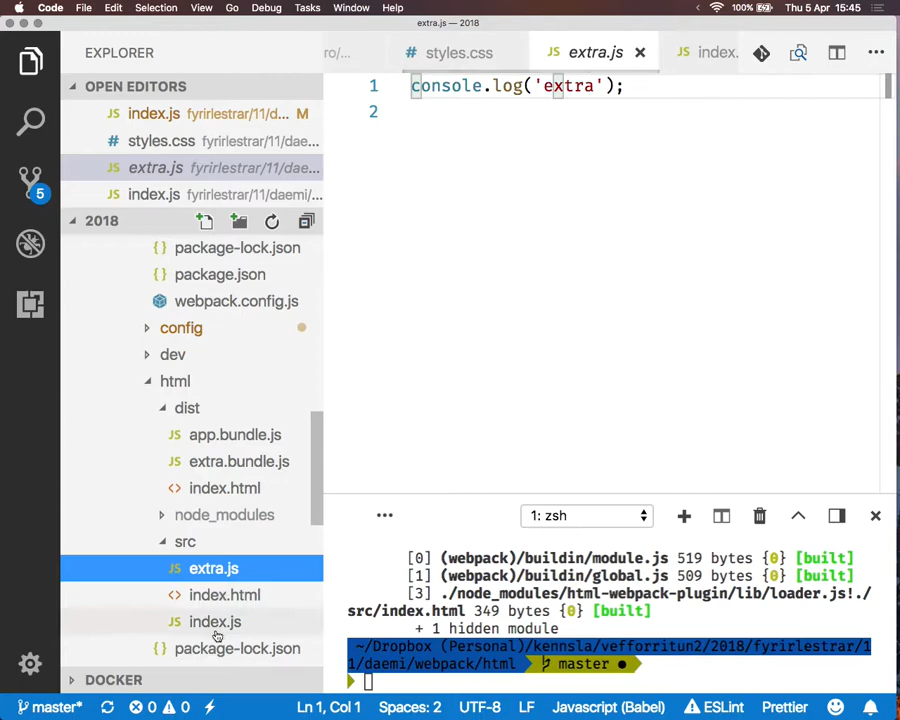 Code File Edit Selection View Go Debug Tasks Window Help 100% Thu 5 Apr 15:45
extra.js — 2018
EXPLORER
ro/... # styles.css JS extra.js × JS index.
OPEN EDITORS
JS index.js fyrirlestrar/11/d... M
# styles.css fyrirlestrar/11/dae...
JS extra.js fyrirlestrar/11/dae...
JS index.js fyrirlestrar/11/daemi/...
2018
{ } package-lock.json
{ } package.json
webpack.config.js
config
dev
html
dist
JS app.bundle.js
JS extra.bundle.js
<> index.html
node_modules
src
JS extra.js
<> index.html
JS index.js
{ } package-lock.json
DOCKER
5
1 console.log('extra');
2
... 1: zsh
[0] (webpack)/buildin/module.js 519 bytes {0} [built]
[1] (webpack)/buildin/global.js 509 bytes {0} [built]
[3] ./node_modules/html-webpack-plugin/lib/loader.js!./
src/index.html 349 bytes {0} [built]
+ 1 hidden module
~/Dropbox (Personal)/kennsla/vefforritun2/2018/fyrirlestrar/1
1/daemi/webpack/html master ●
master* 0 0 Ln 1, Col 1 Spaces: 2 UTF-8 LF Javascript (Babel) ESLint Prettier